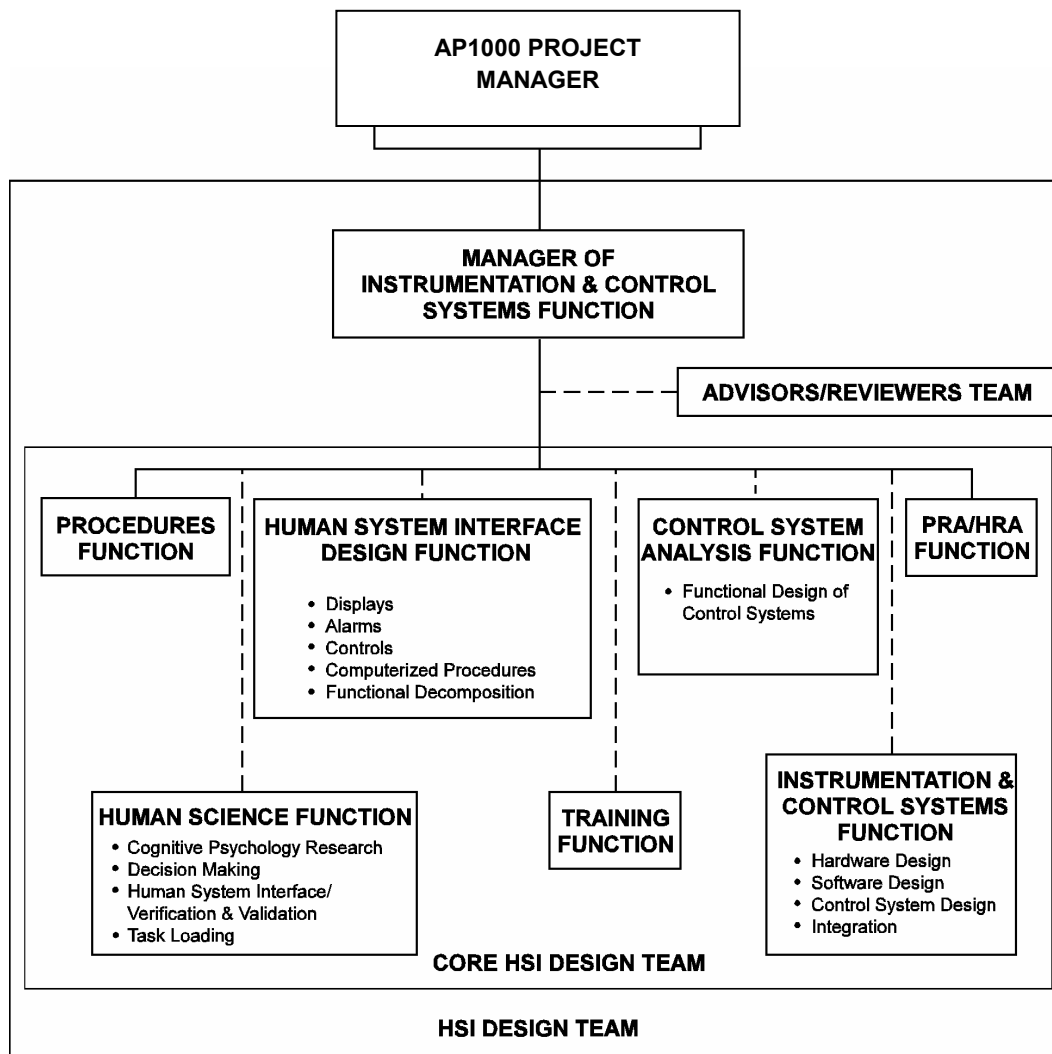 AP1000 PROJECT
MANAGER
MANAGER OF
INSTRUMENTATION & CONTROL
SYSTEMS FUNCTION
ADVISORS/REVIEWERS TEAM
PROCEDURES
FUNCTION
HUMAN SYSTEM INTERFACE
DESIGN FUNCTION
• Displays
• Alarms
• Controls
• Computerized Procedures
• Functional Decomposition
CONTROL SYSTEM
ANALYSIS FUNCTION
• Functional Design of
Control Systems
PRA/HRA
FUNCTION
HUMAN SCIENCE FUNCTION
• Cognitive Psychology Research
• Decision Making
• Human System Interface/
Verification & Validation
• Task Loading
TRAINING
FUNCTION
INSTRUMENTATION &
CONTROL SYSTEMS
FUNCTION
• Hardware Design
• Software Design
• Control System Design
• Integration
CORE HSI DESIGN TEAM
HSI DESIGN TEAM